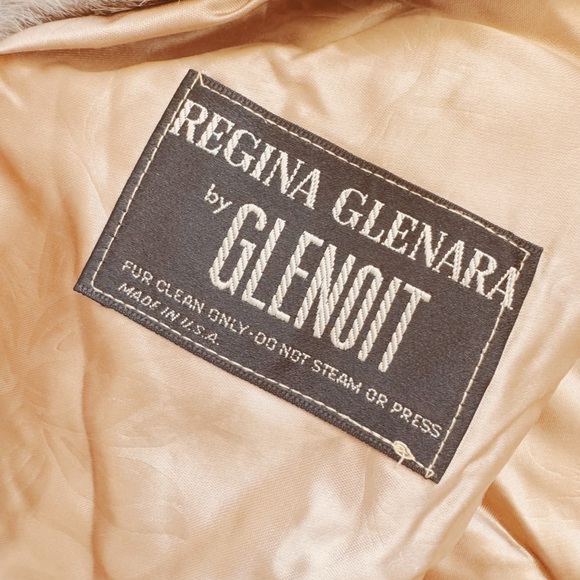 REGINA GLENARA
by
GLENOIT
FUR CLEAN ONLY·DO NOT STEAM OR PRESS
MADE IN U.S.A.